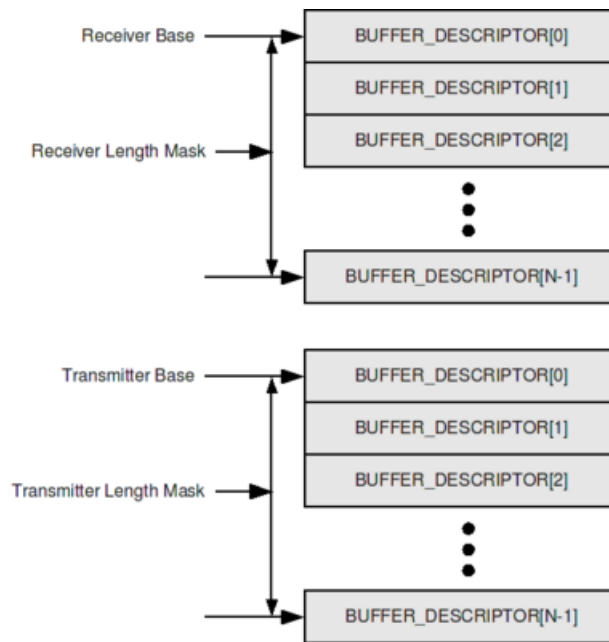 Receiver Base
BUFFER_DESCRIPTOR[0]
BUFFER_DESCRIPTOR[1]
BUFFER_DESCRIPTOR[2]
Receiver Length Mask
BUFFER_DESCRIPTOR[N-1]
Transmitter Base
BUFFER_DESCRIPTOR[0]
BUFFER_DESCRIPTOR[1]
BUFFER_DESCRIPTOR[2]
Transmitter Length Mask
BUFFER_DESCRIPTOR[N-1]